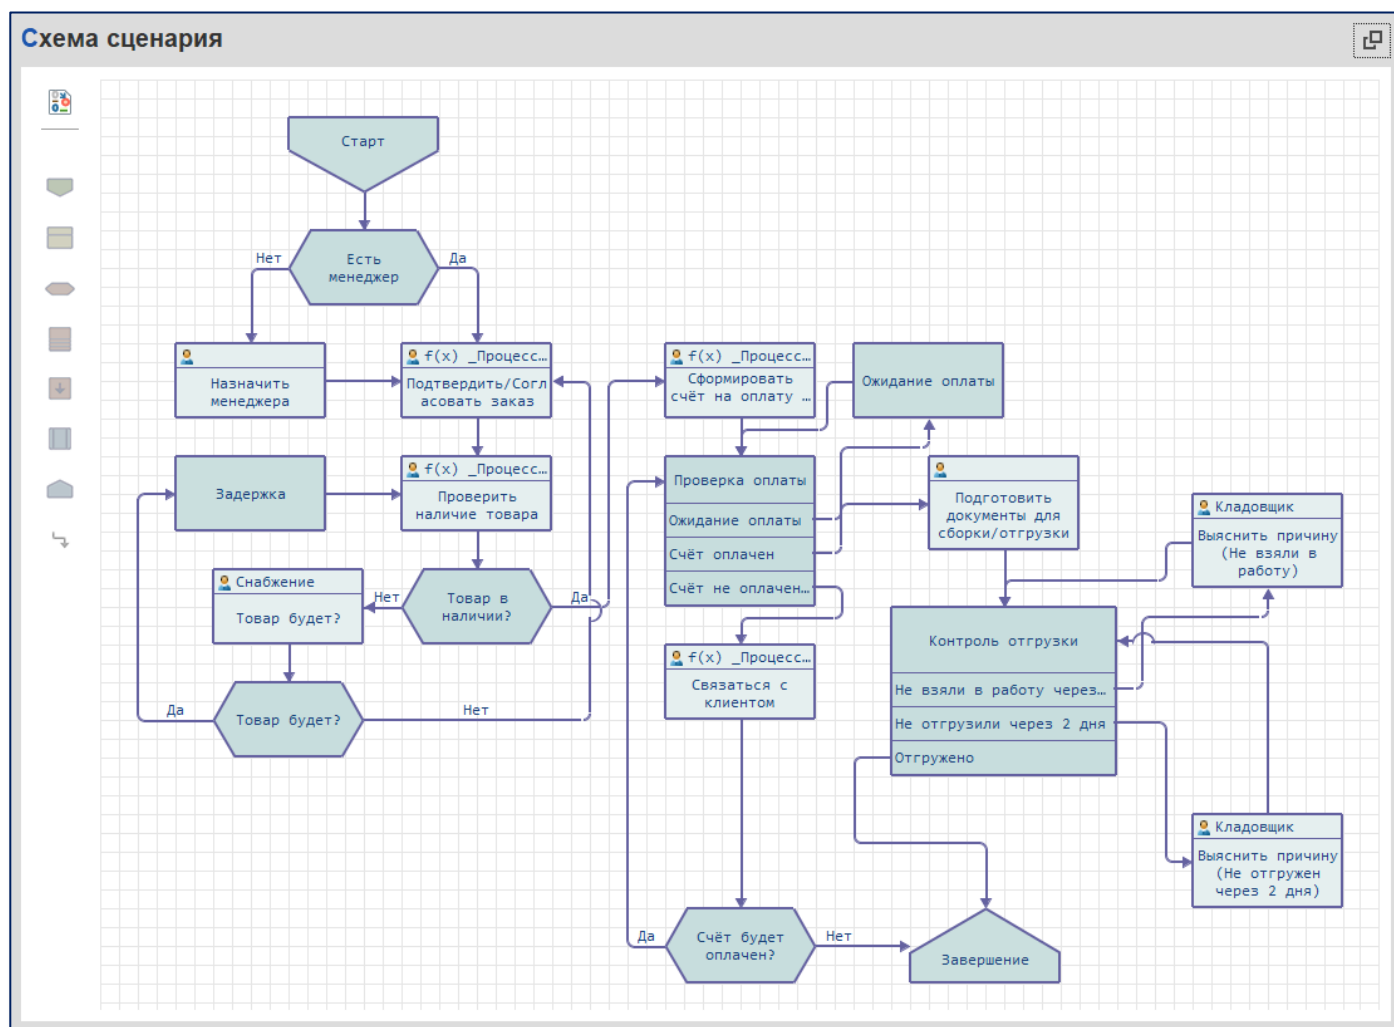 Схема сценария
Старт
Есть
менеджер
Нет
Да
Назначить
менеджера
f(x) _Процесс...
Подтвердить/Согл
асовать заказ
f(x) _Процесс...
Сформировать
счёт на оплату ...
Ожидание оплаты
Задержка
f(x) _Процесс...
Проверить
наличие товара
Проверка оплаты
Ожидание оплаты
Счёт оплачен
Счёт не оплачен...
Подготовить
документы для
сборки/отгрузки
Кладовщик
Выяснить причину
(Не взяли в
работу)
Снабжение
Товар будет?
Нет
Товар в
наличии?
Да
Контроль отгрузки
Не взяли в работу через...
Не отгрузили через 2 дня
Отгружено
f(x) _Процесс...
Связаться с
клиентом
Да
Товар будет?
Нет
Кладовщик
Выяснить причину
(Не отгружен
через 2 дня)
Да
Счёт будет
оплачен?
Нет
Завершение